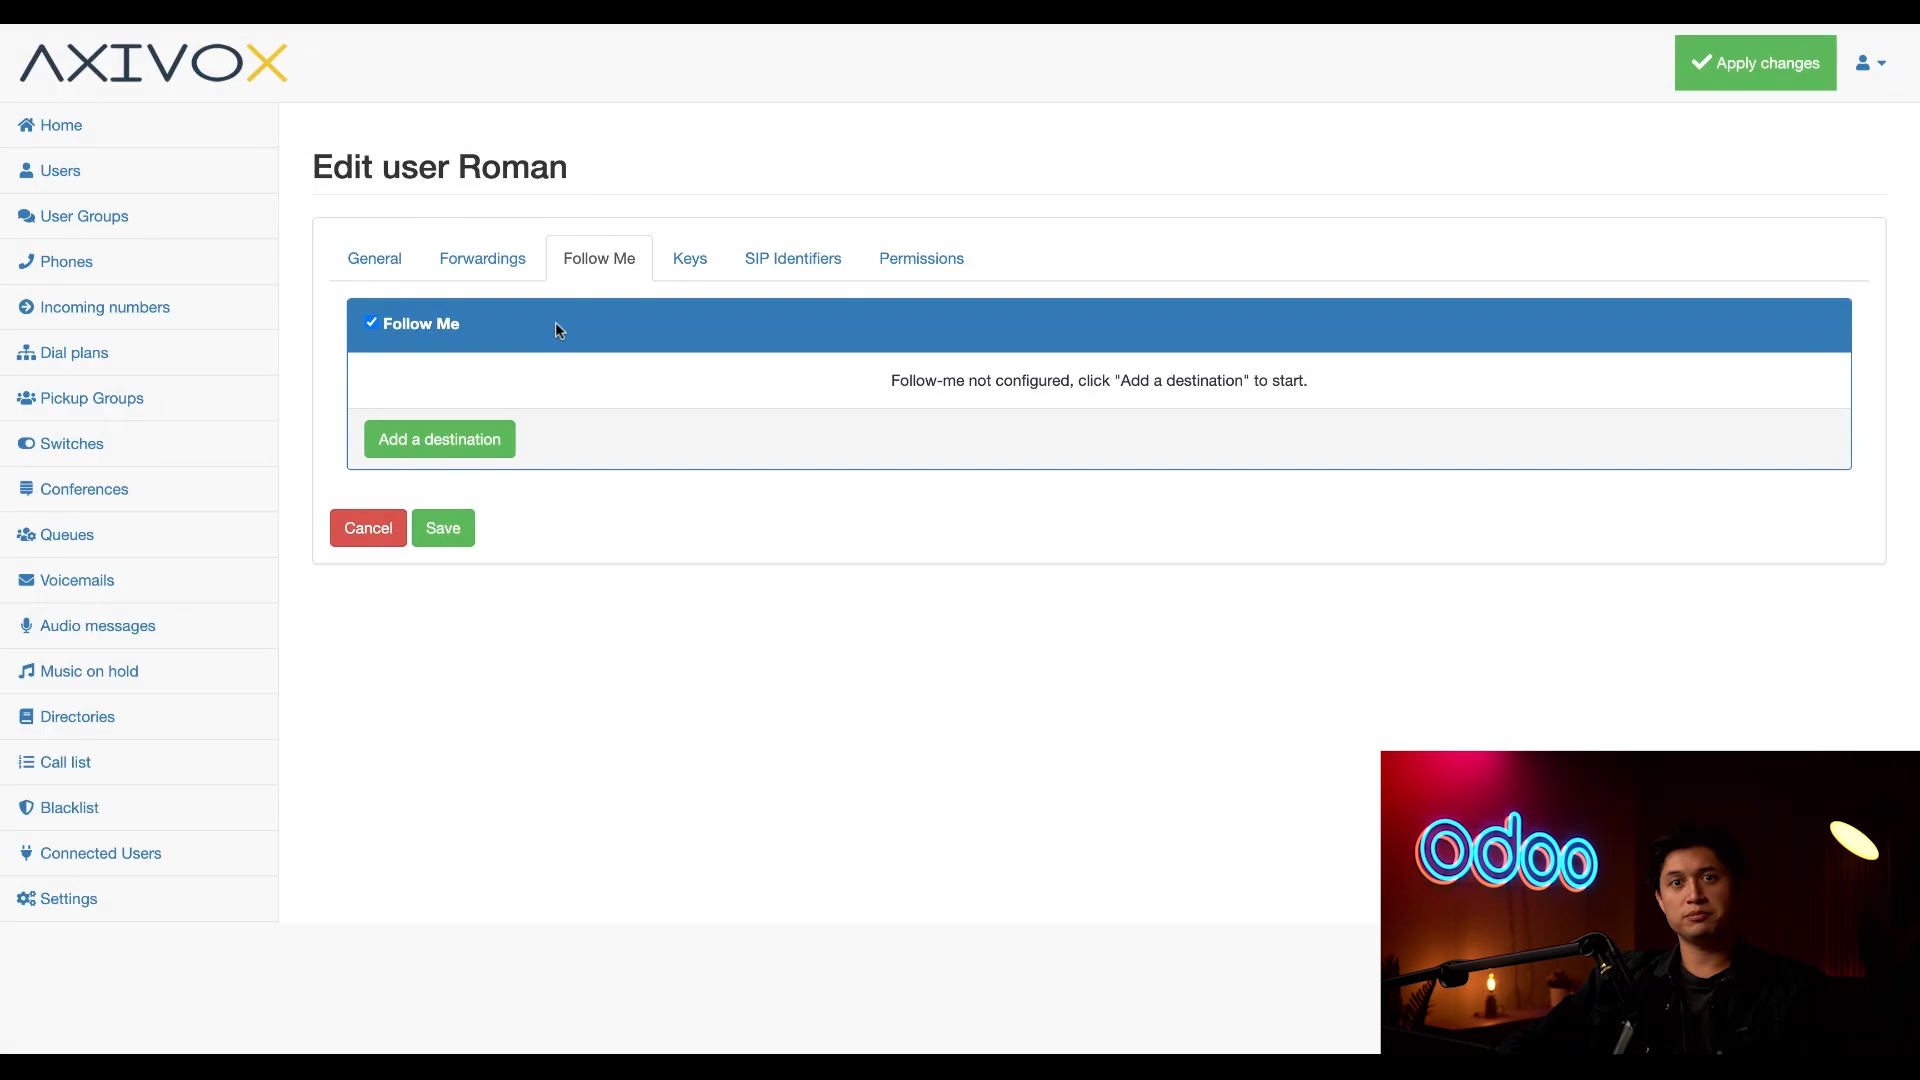 AXIVOX
Apply changes
Home
Users
User Groups
Phones
Incoming numbers
Dial plans
Pickup Groups
Switches
Conferences
Queues
Voicemails
Audio messages
Music on hold
Directories
Call list
Blacklist
Connected Users
Settings
Edit user Roman
General Forwardings Follow Me Keys SIP Identifiers Permissions
Follow Me
Follow-me not configured, click "Add a destination" to start.
Add a destination
Cancel Save
odoo